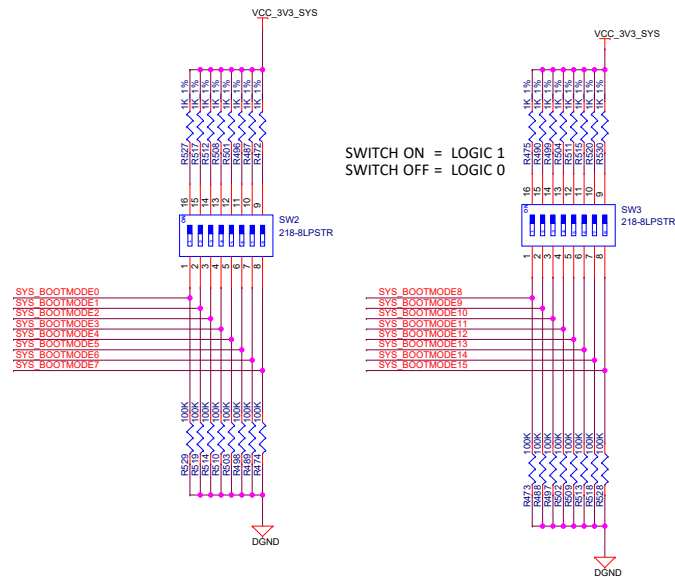 VCC_3V3_SYS
1K 1% 1K 1% 1K 1% 1K 1% 1K 1% 1K 1% 1K 1% 1K 1%
R527 R517 R512 R508 R501 R496 R487 R472
16 15 14 13 12 11 10 9
ON
SW2
218-8LPSTR
1 2 3 4 5 6 7 8
SYS_BOOTMODE0
SYS_BOOTMODE1
SYS_BOOTMODE2
SYS_BOOTMODE3
SYS_BOOTMODE4
SYS_BOOTMODE5
SYS_BOOTMODE6
SYS_BOOTMODE7
100K 100K 100K 100K 100K 100K 100K 100K
R529 R519 R514 R510 R503 R498 R489 R474
DGND
SWITCH ON = LOGIC 1
SWITCH OFF = LOGIC 0
VCC_3V3_SYS
1K 1% 1K 1% 1K 1% 1K 1% 1K 1% 1K 1% 1K 1% 1K 1%
R475 R490 R499 R504 R511 R515 R520 R530
16 15 14 13 12 11 10 9
ON
SW3
218-8LPSTR
1 2 3 4 5 6 7 8
SYS_BOOTMODE8
SYS_BOOTMODE9
SYS_BOOTMODE10
SYS_BOOTMODE11
SYS_BOOTMODE12
SYS_BOOTMODE13
SYS_BOOTMODE14
SYS_BOOTMODE15
100K 100K 100K 100K 100K 100K 100K 100K
R473 R488 R497 R502 R509 R513 R518 R528
DGND